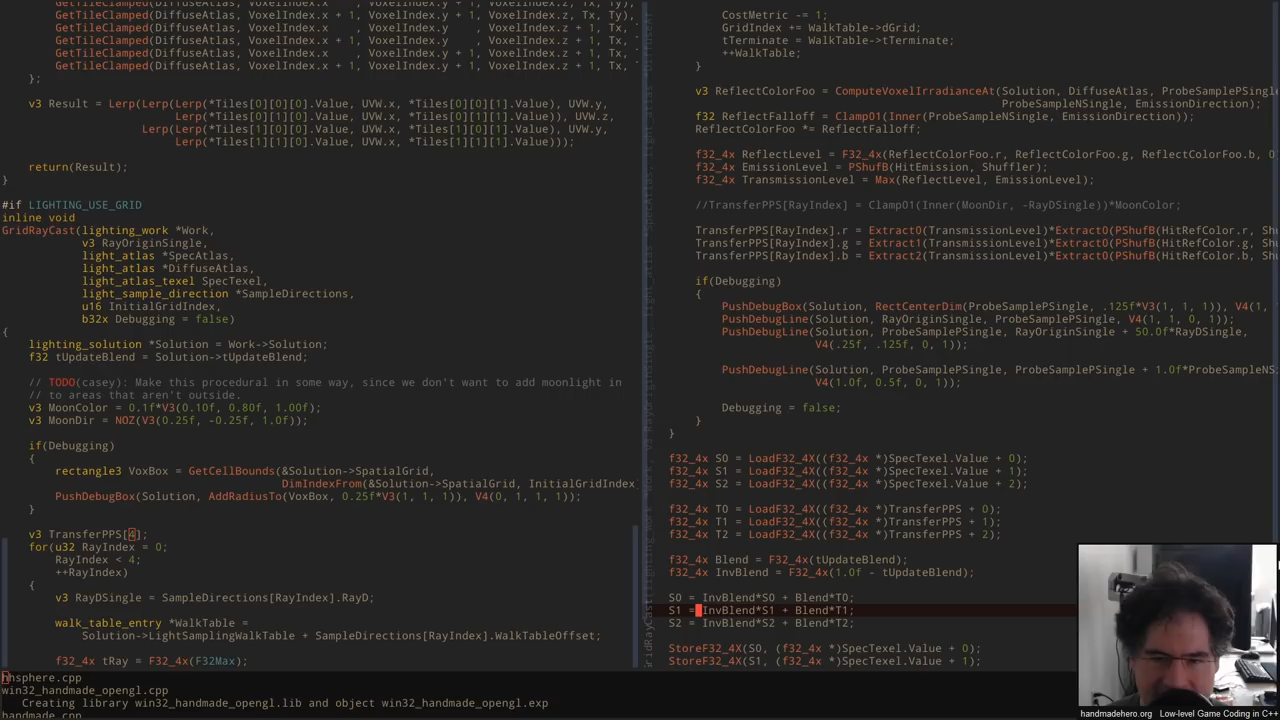 GetTileClamped(DiffuseAtlas, VoxelIndex.x    , VoxelIndex.y + 1, VoxelIndex.z    , Tx, Ty),
GetTileClamped(DiffuseAtlas, VoxelIndex.x + 1, VoxelIndex.y + 1, VoxelIndex.z    , Tx, Ty),
GetTileClamped(DiffuseAtlas, VoxelIndex.x    , VoxelIndex.y    , VoxelIndex.z + 1, Tx,
GetTileClamped(DiffuseAtlas, VoxelIndex.x + 1, VoxelIndex.y    , VoxelIndex.z + 1, Tx,
GetTileClamped(DiffuseAtlas, VoxelIndex.x    , VoxelIndex.y + 1, VoxelIndex.z + 1, Tx,
GetTileClamped(DiffuseAtlas, VoxelIndex.x + 1, VoxelIndex.y + 1, VoxelIndex.z + 1, Tx,
};
v3 Result = Lerp(Lerp(Lerp(*Tiles[0][0][0].Value, UVW.x, *Tiles[0][0][1].Value), UVW.y,
Lerp(*Tiles[0][1][0].Value, UVW.x, *Tiles[0][1][1].Value)), UVW.z,
Lerp(Lerp(*Tiles[1][0][0].Value, UVW.x, *Tiles[1][0][1].Value), UVW.y,
Lerp(*Tiles[1][1][0].Value, UVW.x, *Tiles[1][1][1].Value)));
return(Result);
}
#if LIGHTING_USE_GRID
inline void
GridRayCast(lighting_work *Work,
v3 RayOriginSingle,
light_atlas *SpecAtlas,
light_atlas *DiffuseAtlas,
light_atlas_texel SpecTexel,
light_sample_direction *SampleDirections,
u16 InitialGridIndex,
b32x Debugging = false)
{
lighting_solution *Solution = Work->Solution;
f32 tUpdateBlend = Solution->tUpdateBlend;
// TODO(casey): Make this procedural in some way, since we don't want to add moonlight in
// to areas that aren't outside.
v3 MoonColor = 0.1f*V3(0.10f, 0.80f, 1.00f);
v3 MoonDir = NOZ(V3(0.25f, -0.25f, 1.0f));
if(Debugging)
{
rectangle3 VoxBox = GetCellBounds(&Solution->SpatialGrid,
DimIndexFrom(&Solution->SpatialGrid, InitialGridIndex
PushDebugBox(Solution, AddRadiusTo(VoxBox, 0.25f*V3(1, 1, 1)), V4(0, 1, 1, 1));
}
v3 TransferPPS[4];
for(u32 RayIndex = 0;
RayIndex < 4;
++RayIndex)
{
v3 RayDSingle = SampleDirections[RayIndex].RayD;
walk_table_entry *WalkTable =
Solution->LightSamplingWalkTable + SampleDirections[RayIndex].WalkTableOffset;
f32_4x tRay = F32_4x(F32Max);
CostMetric -= 1;
GridIndex += WalkTable->dGrid;
tTerminate = WalkTable->tTerminate;
++WalkTable;
}
v3 ReflectColorFoo = ComputeVoxelIrradianceAt(Solution, DiffuseAtlas, ProbeSamplePSingl
ProbeSampleNSingle, EmissionDirection);
f32 ReflectFalloff = Clamp01(Inner(ProbeSampleNSingle, EmissionDirection));
ReflectColorFoo *= ReflectFalloff;
f32_4x ReflectLevel = F32_4x(ReflectColorFoo.r, ReflectColorFoo.g, ReflectColorFoo.b, 0
f32_4x EmissionLevel = PShufB(HitEmission, Shuffler);
f32_4x TransmissionLevel = Max(ReflectLevel, EmissionLevel);
//TransferPPS[RayIndex] = Clamp01(Inner(MoonDir, -RayDSingle))*MoonColor;
TransferPPS[RayIndex].r = Extract0(TransmissionLevel)*Extract0(PShufB(HitRefColor.r, Shu
TransferPPS[RayIndex].g = Extract1(TransmissionLevel)*Extract0(PShufB(HitRefColor.g, Shu
TransferPPS[RayIndex].b = Extract2(TransmissionLevel)*Extract0(PShufB(HitRefColor.b, Shu
if(Debugging)
{
PushDebugBox(Solution, RectCenterDim(ProbeSamplePSingle, .125f*V3(1, 1, 1)), V4(1,
PushDebugLine(Solution, RayOriginSingle, ProbeSamplePSingle, V4(1, 1, 0, 1));
PushDebugLine(Solution, ProbeSamplePSingle, RayOriginSingle + 50.0f*RayDSingle,
V4(.25f, .125f, 0, 1));
PushDebugLine(Solution, ProbeSamplePSingle, ProbeSamplePSingle + 1.0f*ProbeSampleNS
V4(1.0f, 0.5f, 0, 1));
Debugging = false;
}
}
f32_4x S0 = LoadF32_4X((f32_4x *)SpecTexel.Value + 0);
f32_4x S1 = LoadF32_4X((f32_4x *)SpecTexel.Value + 1);
f32_4x S2 = LoadF32_4X((f32_4x *)SpecTexel.Value + 2);
f32_4x T0 = LoadF32_4X((f32_4x *)TransferPPS + 0);
f32_4x T1 = LoadF32_4X((f32_4x *)TransferPPS + 1);
f32_4x T2 = LoadF32_4X((f32_4x *)TransferPPS + 2);
f32_4x Blend = F32_4x(tUpdateBlend);
f32_4x InvBlend = F32_4x(1.0f - tUpdateBlend);
S0 = InvBlend*S0 + Blend*T0;
S1 = InvBlend*S1 + Blend*T1;
S2 = InvBlend*S2 + Blend*T2;
StoreF32_4X(S0, (f32_4x *)SpecTexel.Value + 0);
StoreF32_4X(S1, (f32_4x *)SpecTexel.Value + 1);
GridRayCast
hhsphere.cpp
win32_handmade_opengl.cpp
Creating library win32_handmade_opengl.lib and object win32_handmade_opengl.exp
handmade.cpp
handmadehero.org  Low-level Game Coding in C++